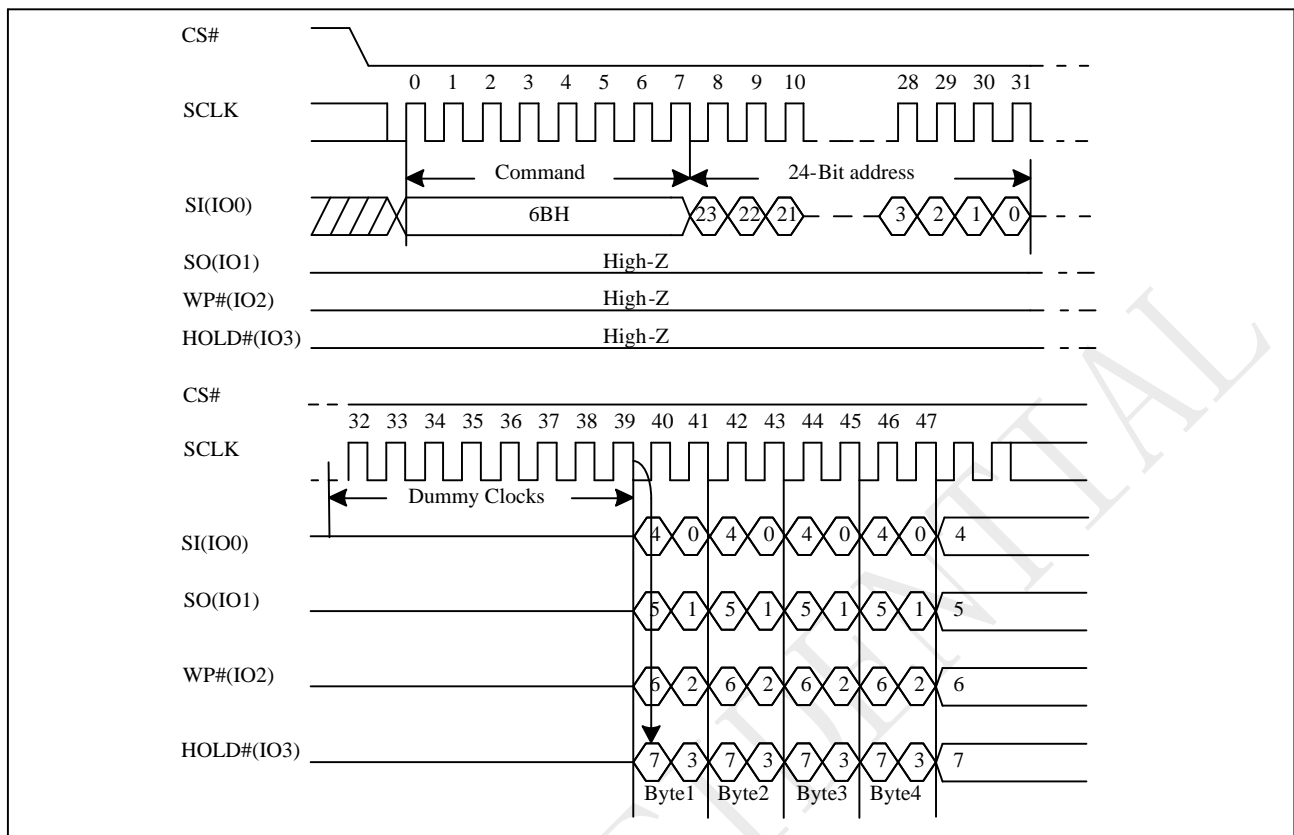 CS#
0 1 2 3 4 5 6 7 8 9 10 28 29 30 31
SCLK
Command 24-Bit address
SI(IO0) 6BH 23 22 21 3 2 1 0
SO(IO1) High-Z
WP#(IO2) High-Z
HOLD#(IO3) High-Z
CS#
32 33 34 35 36 37 38 39 40 41 42 43 44 45 46 47
SCLK
Dummy Clocks
SI(IO0) 4 0 4 0 4 0 4 0 4
SO(IO1) 5 1 5 1 5 1 5 1 5
WP#(IO2) 6 2 6 2 6 2 6 2 6
HOLD#(IO3) 7 3 7 3 7 3 7 3 7
Byte1 Byte2 Byte3 Byte4